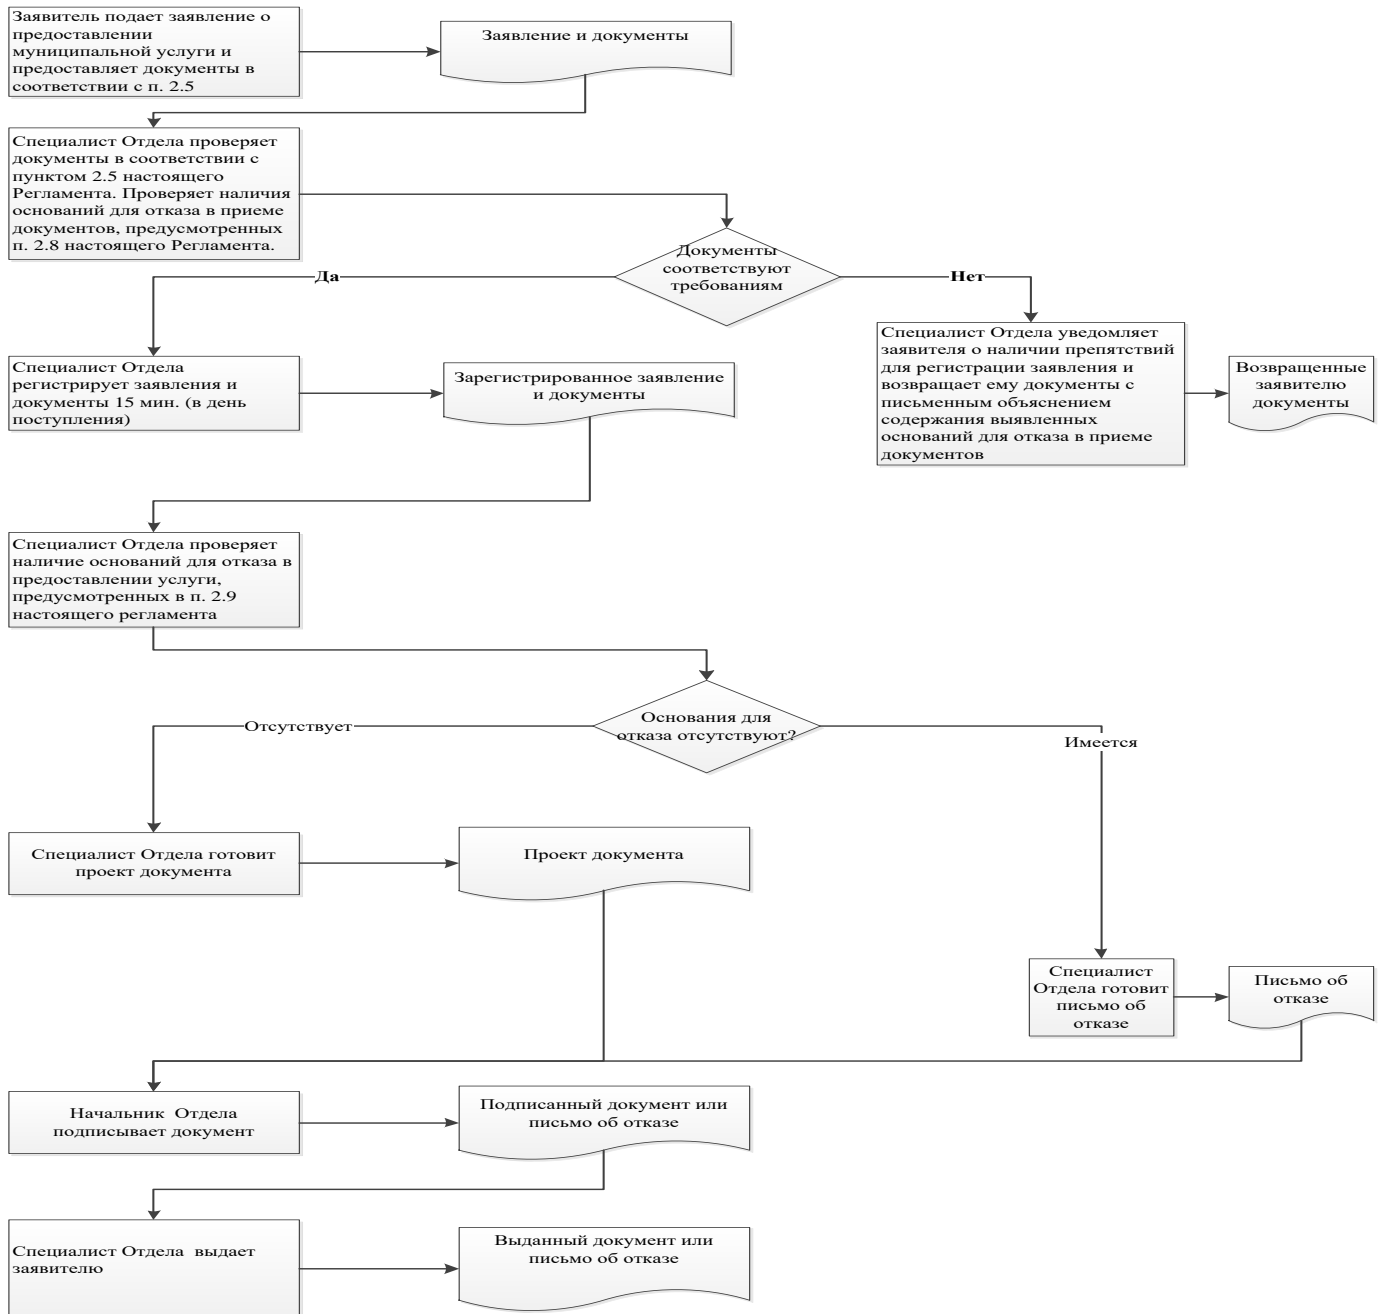 Заявитель подает заявление о
предоставлении
муниципальной услуги и
предоставляет документы в
соответствии с п. 2.5
Заявление и документы
Специалист Отдела проверяет
документы в соответствии с
пунктом 2.5 настоящего
Регламента. Проверяет наличия
оснований для отказа в приеме
документов, предусмотренных
п. 2.8 настоящего Регламента.
Документы
соответствуют
требованиям
Да
Нет
Специалист Отдела
регистрирует заявления и
документы 15 мин. (в день
поступления)
Зарегистрированное заявление
и документы
Специалист Отдела уведомляет
заявителя о наличии препятствий
для регистрации заявления и
возвращает ему документы с
письменным объяснением
содержания выявленных
оснований для отказа в приеме
документов
Возвращенные
заявителю
документы
Специалист Отдела проверяет
наличие оснований для отказа в
предоставлении услуги,
предусмотренных в п. 2.9
настоящего регламента
Основания для
отказа отсутствуют?
Отсутствует
Имеется
Специалист Отдела готовит
проект документа
Проект документа
Специалист
Отдела готовит
письмо об
отказе
Письмо об
отказе
Начальник  Отдела
подписывает документ
Подписанный документ или
письмо об отказе
Специалист Отдела  выдает
заявителю
Выданный документ или
письмо об отказе